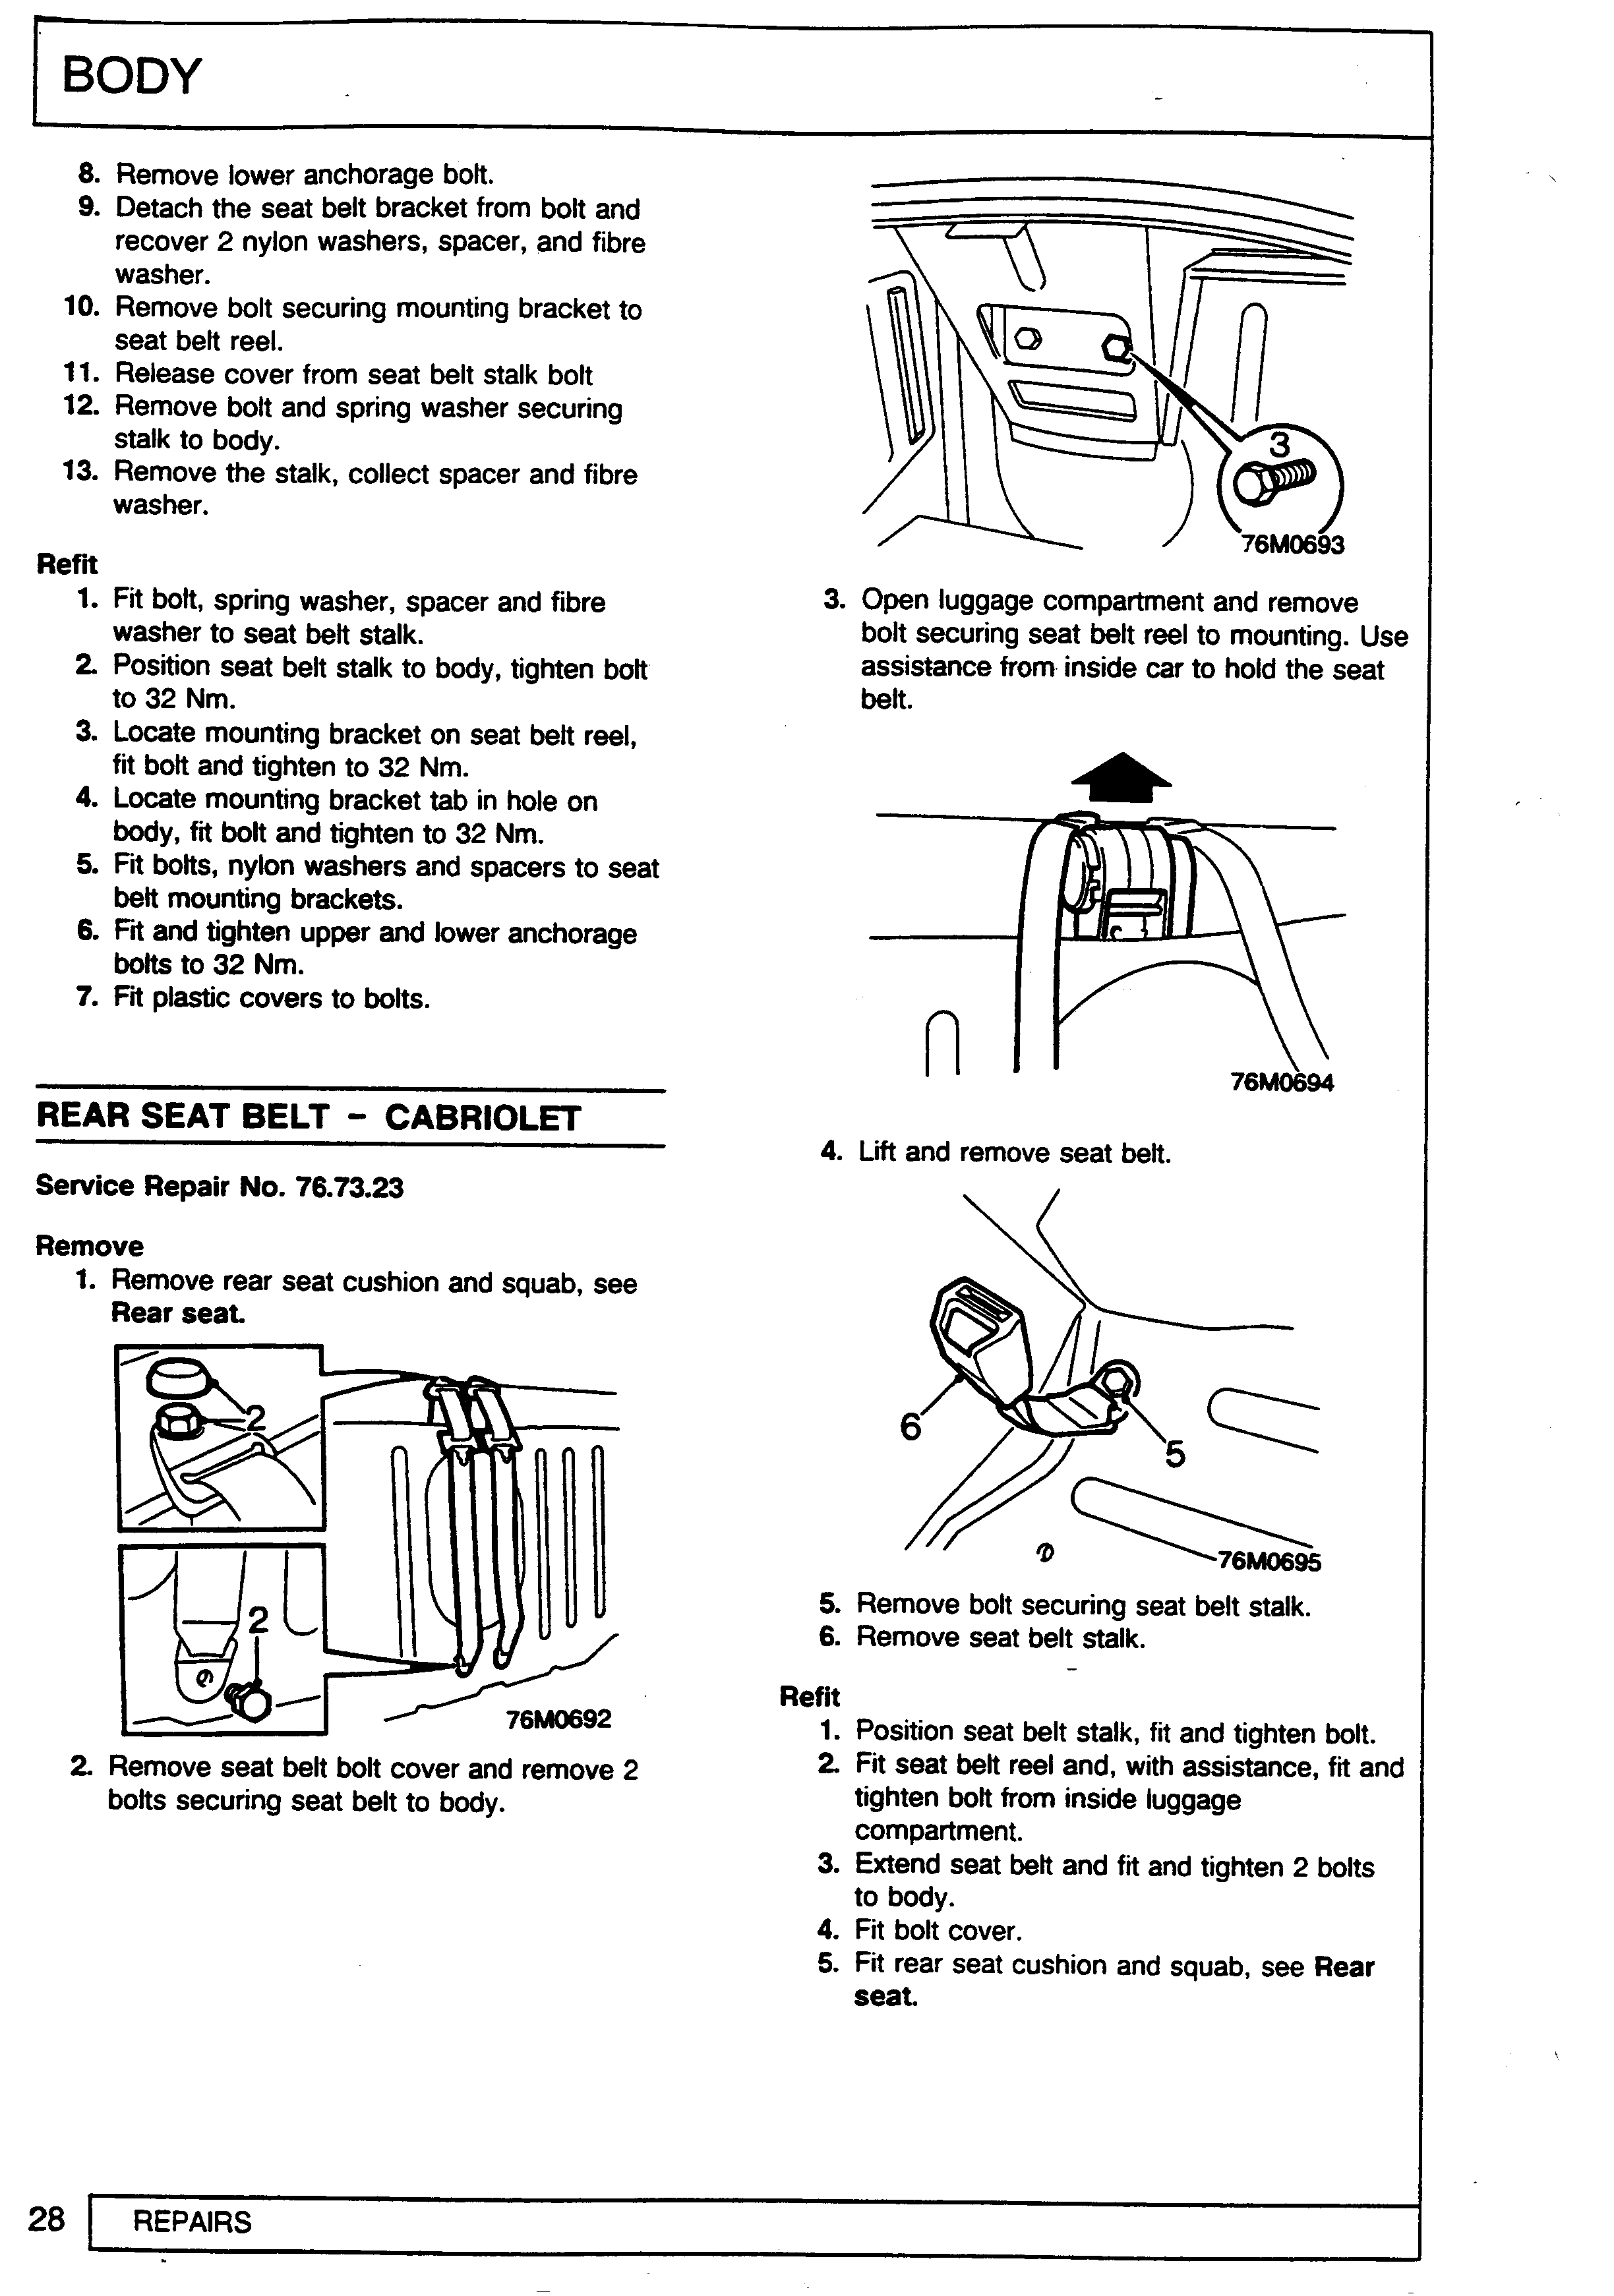 BODY
8. Remove lower anchorage bolt.
9. Detach the seat belt bracket from bolt and
recover 2 nylon washers, spacer, and fibre
washer.
10. Remove bolt securing mounting bracket to
seat belt reel.
11. Release cover from seat belt stalk bolt
12. Remove bolt and spring washer securing
stalk to body.
13. Remove the stalk, collect spacer and fibre
washer.
Refit
1. Fit bolt, spring washer, spacer and fibre
washer to seat belt stalk.
2. Position seat belt stalk to body, tighten bolt
to 32 Nm.
3. Locate mounting bracket on seat belt reel,
fit bolt and tighten to 32 Nm.
4. Locate mounting bracket tab in hole on
body, fit bolt and tighten to 32 Nm.
5. Fit bolts, nylon washers and spacers to seat
belt mounting brackets.
6. Fit and tighten upper and lower anchorage
bolts to 32 Nm.
7. Fit plastic covers to bolts.
REAR SEAT BELT - CABRIOLET
Service Repair No. 76.73.23
Remove
1. Remove rear seat cushion and squab, see
Rear seat.
2
2
76M0692
2. Remove seat belt bolt cover and remove 2
bolts securing seat belt to body.
3
76M0693
3. Open luggage compartment and remove
bolt securing seat belt reel to mounting. Use
assistance from inside car to hold the seat
belt.
76M0694
4. Lift and remove seat belt.
6
5
76M0695
5. Remove bolt securing seat belt stalk.
6. Remove seat belt stalk.
Refit
1. Position seat belt stalk, fit and tighten bolt.
2. Fit seat belt reel and, with assistance, fit and
tighten bolt from inside luggage
compartment.
3. Extend seat belt and fit and tighten 2 bolts
to body.
4. Fit bolt cover.
5. Fit rear seat cushion and squab, see Rear
seat.
28 REPAIRS